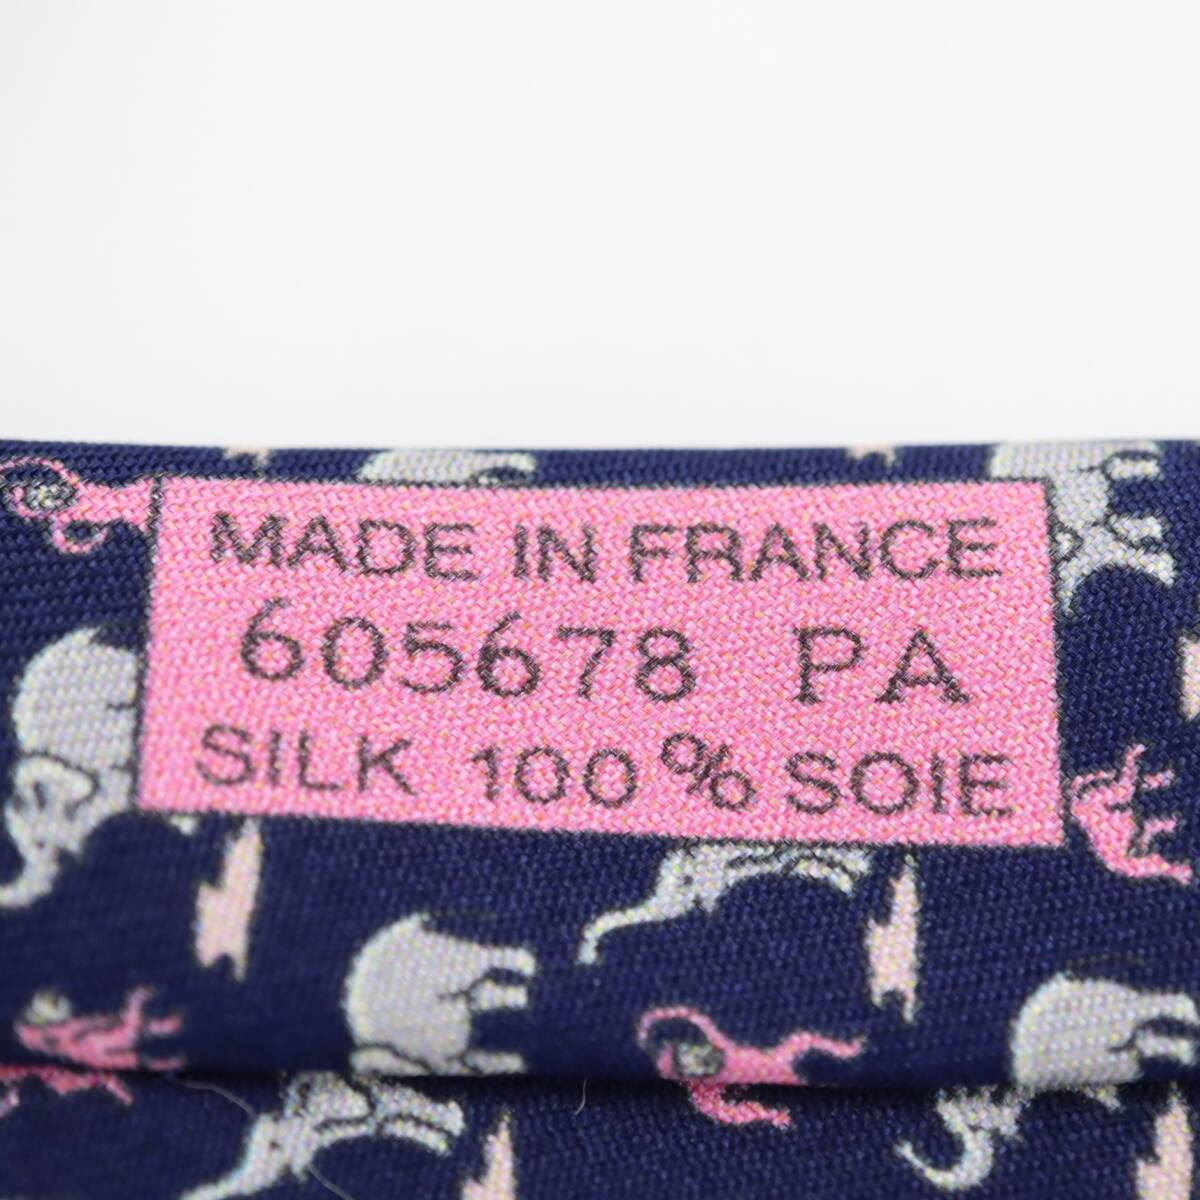 MADE IN FRANCE
605678 PA
SILK 100% SOIE